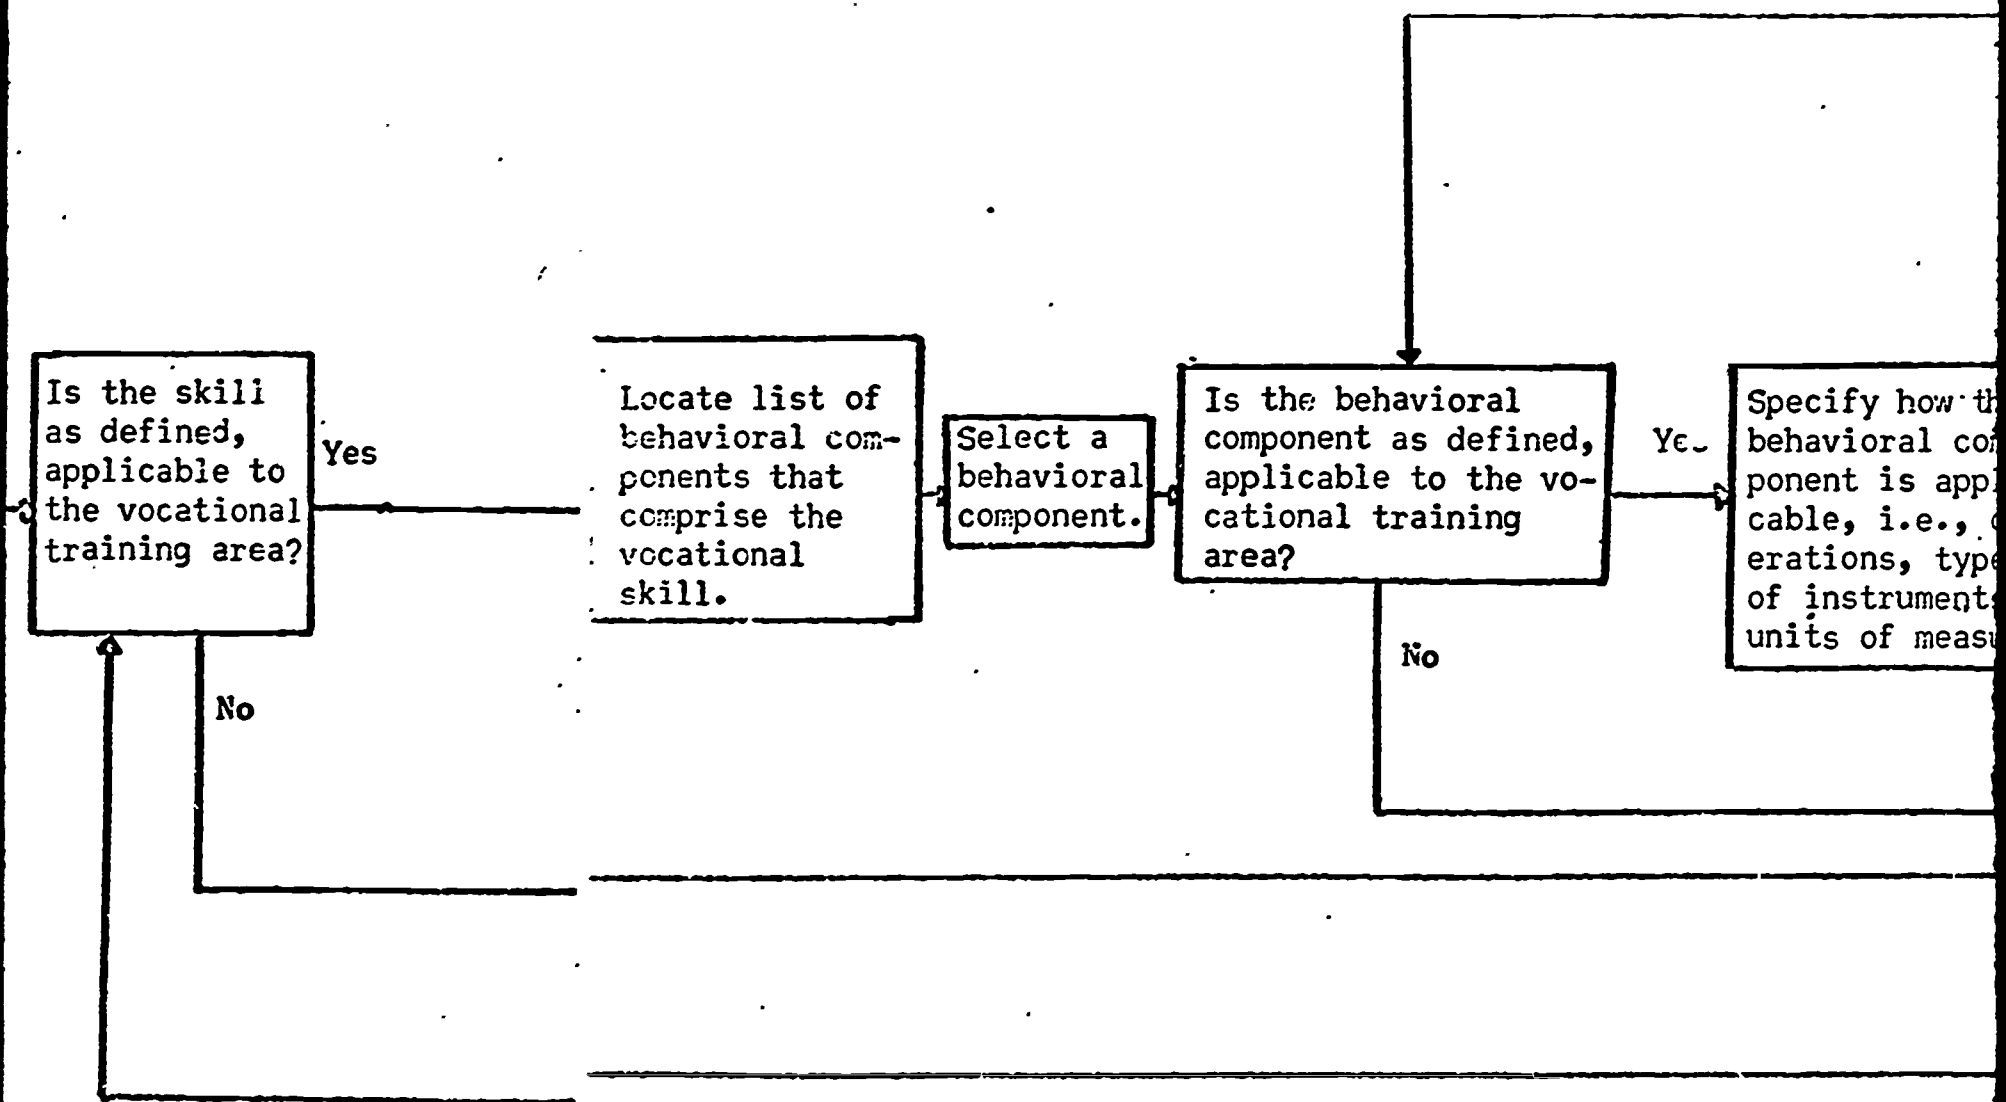 Is the skill
as defined,
applicable to
the vocational
training area?
Yes
No
Locate list of
behavioral com-
ponents that
comprise the
vocational
skill.
Select a
behavioral
component.
Is the behavioral
component as defined,
applicable to the vo-
cational training
area?
No
Specify how
behavioral
ponent is
cable, i.e.,
erations,
of
units of